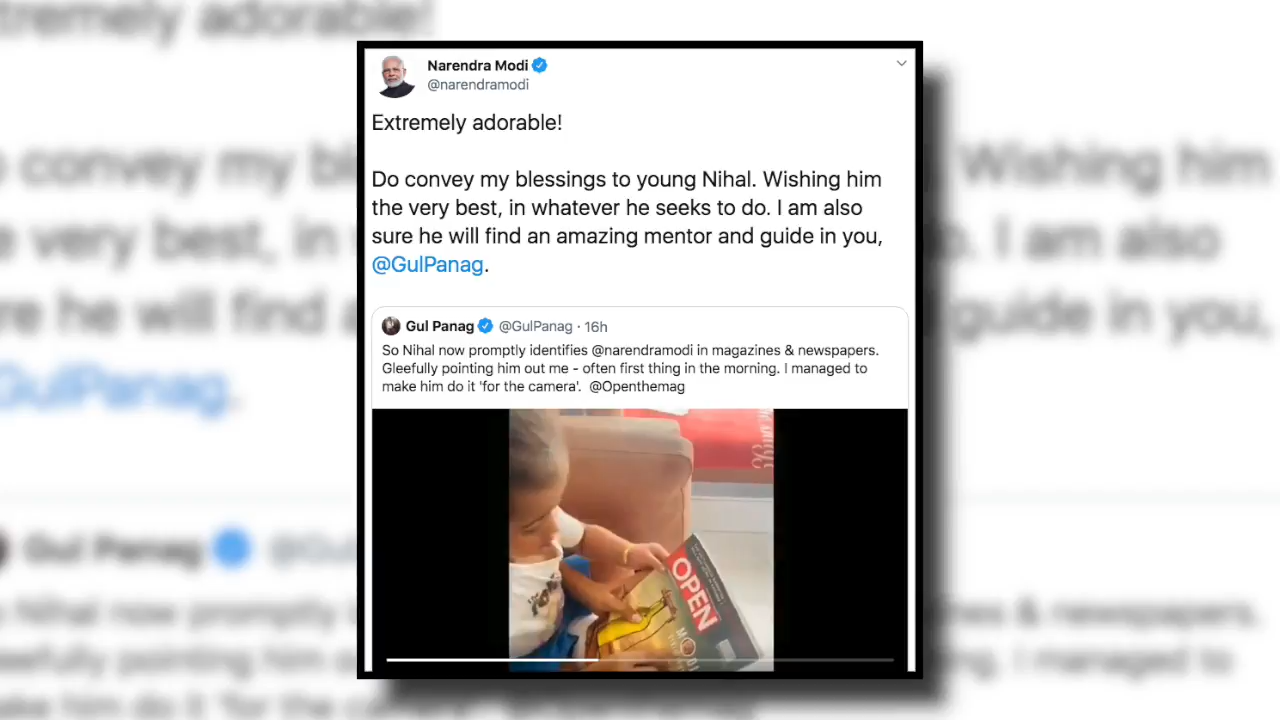 Narendra Modi
@narendramodi
Extremely adorable!
Do convey my blessings to young Nihal. Wishing him
the very best, in whatever he seeks to do. I am also
sure he will find an amazing mentor and guide in you,
@GulPanag.
Gul Panag @GulPanag · 16h
So Nihal now promptly identifies @narendramodi in magazines & newspapers.
Gleefully pointing him out me - often first thing in the morning. I managed to
make him do it 'for the camera'. @Openthemag
OPEN
MODI